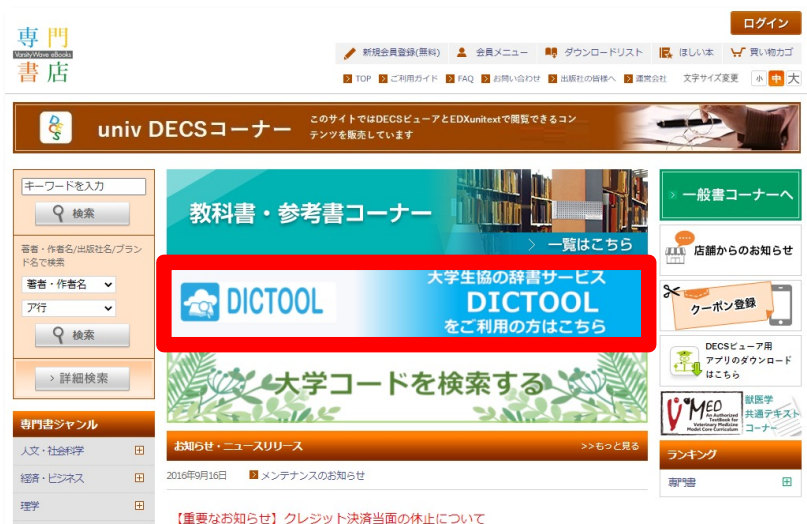 ログイン
専門
VarsityWave eBooks
書店
新規会員登録(無料) 会員メニュー ダウンロードリスト ほしい本 買い物カゴ
TOP ご利用ガイド FAQ お問い合わせ 出版社の皆様へ 運営会社 文字サイズ変更 小 中 大
univ DECSコーナー
このサイトではDECSビューアとEDXunitextで閲覧できるコン
テンツを販売しています
キーワードを入力
検索
著者・作者名/出版社名/ブラン
ド名で検索
著者・作者名
ア行
検索
› 詳細検索
専門書ジャンル
人文・社会科学
経済・ビジネス
理学
教科書・参考書コーナー
一覧はこちら
DICTOOL
大学生協の辞書サービス
DICTOOL
をご利用の方はこちら
大学コードを検索する
お知らせ・ニュースリリース >>もっと見る
2016年9月16日 メンテナンスのお知らせ
【重要なお知らせ】クレジット決済当面の休止について
一般書コーナーへ
店舗からのお知らせ
クーポン登録
DECSビューア用
アプリのダウンロード
はこちら
VMED
An Authorized
TextBook for
Veterinary Medicine
Model Core Curriculum
獣医学
共通テキスト
コーナー
ランキング
専門書